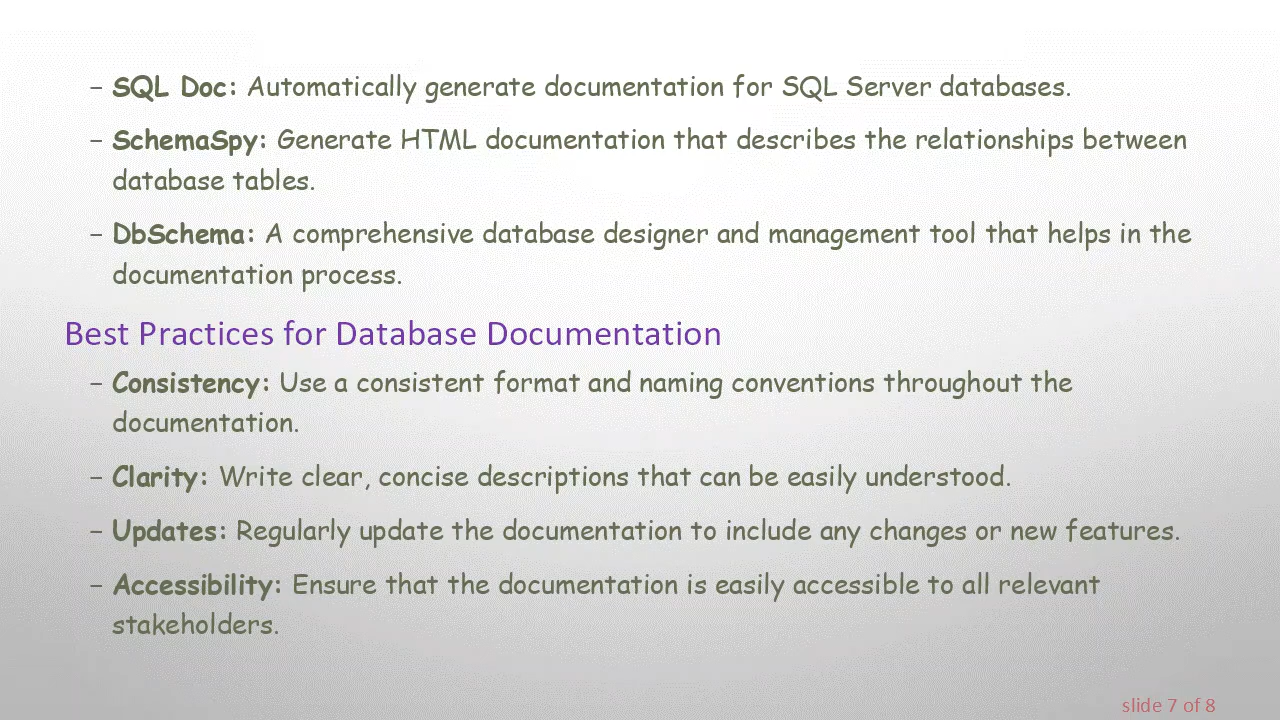 – SQL Doc: Automatically generate documentation for SQL Server databases.
– SchemaSpy: Generate HTML documentation that describes the relationships between
database tables.
– DbSchema: A comprehensive database designer and management tool that helps in the
documentation process.
Best Practices for Database Documentation
– Consistency: Use a consistent format and naming conventions throughout the
documentation.
– Clarity: Write clear, concise descriptions that can be easily understood.
– Updates: Regularly update the documentation to include any changes or new features.
– Accessibility: Ensure that the documentation is easily accessible to all relevant
stakeholders.
slide 7 of 8